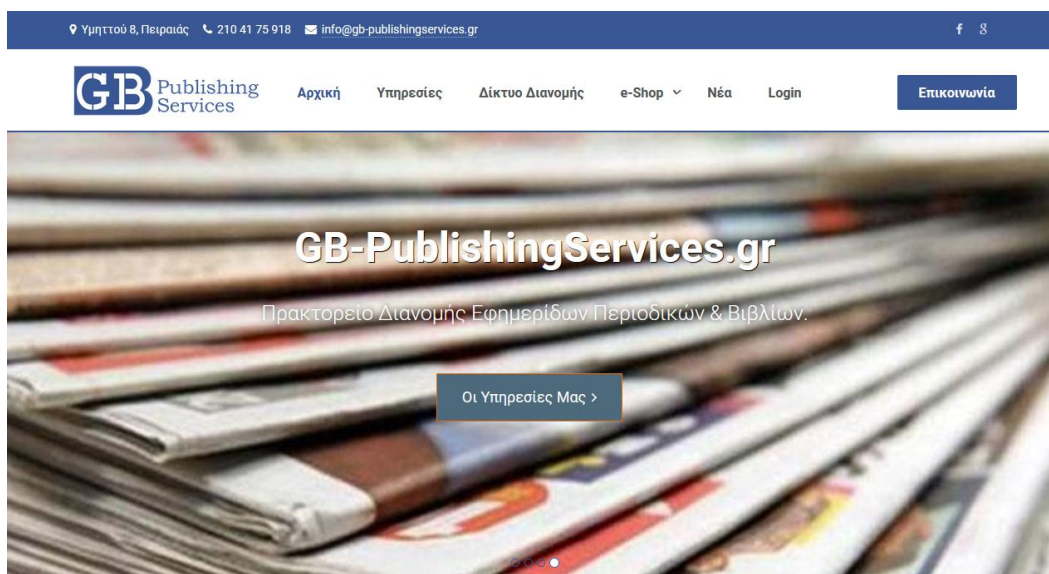 Υμηττού 8, Πειραιάς 210 41 75 918 info@gb-publishingservices.gr
GB Publishing Services
Αρχική Υπηρεσίες Δίκτυο Διανομής e-Shop Νέα Login Επικοινωνία
GB-PublishingServices.gr
Πρακτορείο Διανομής Εφημερίδων Περιοδικών & Βιβλίων.
Οι Υπηρεσίες Μας >